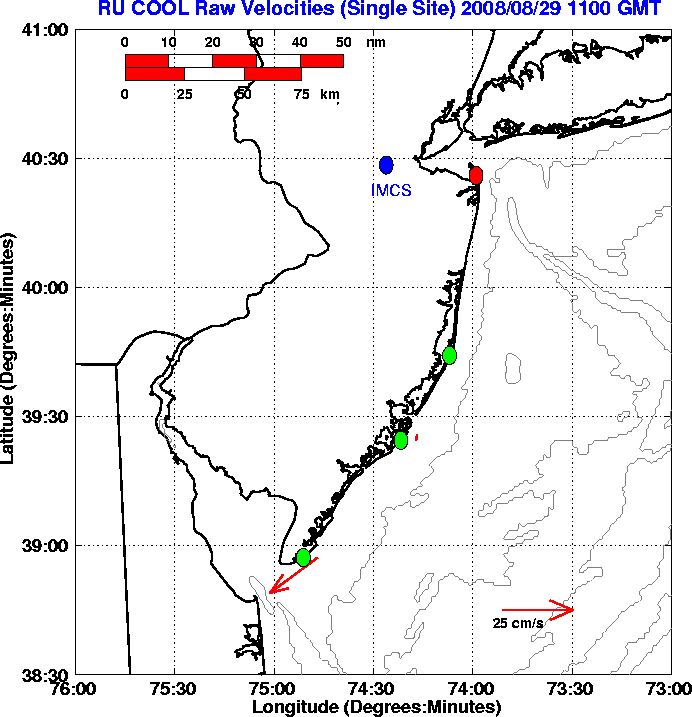 RU COOL Raw Velocities (Single Site) 2008/08/29 1100 GMT
41:00
0 10 20 30 40 50 nm
0 25 50 75 km
40:30
IMCS
40:00
Latitude (Degrees:Minutes)
39:30
39:00
25 cm/s
38:30
76:00 75:30 75:00 74:30 74:00 73:30 73:00
Longitude (Degrees:Minutes)